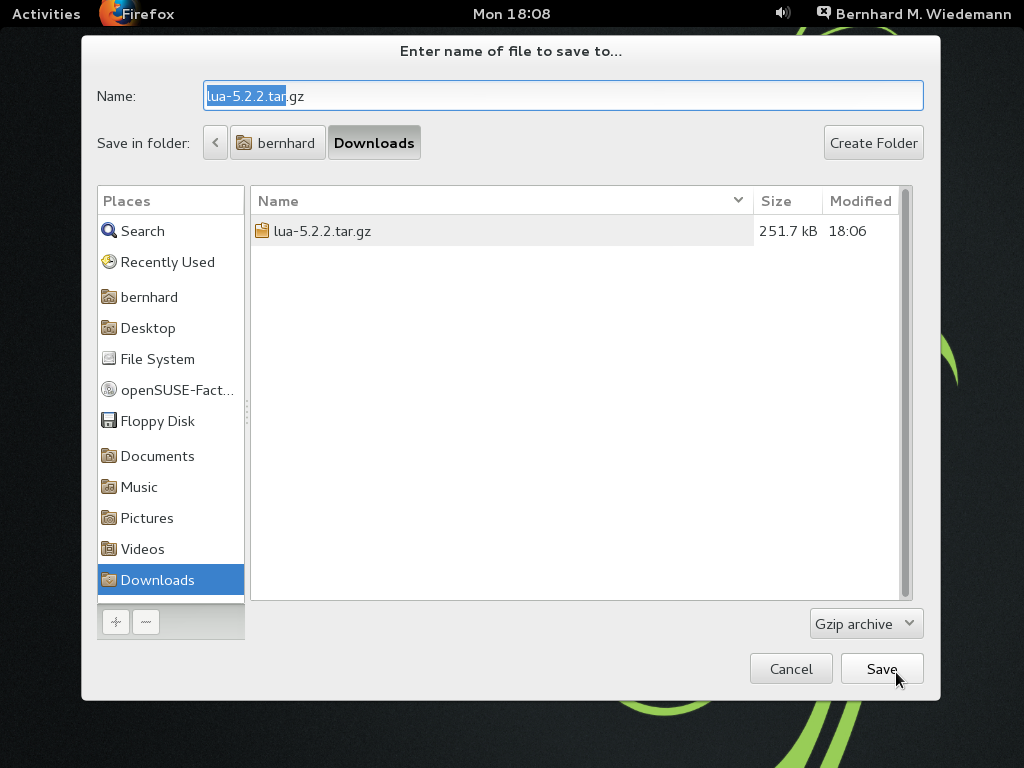 Activities Firefox Mon 18:08 Bernhard M. Wiedemann
Enter name of file to save to...
Name: lua-5.2.2.tar.gz
Save in folder: bernhard Downloads Create Folder
Places Name Size Modified
Search lua-5.2.2.tar.gz 251.7 kB 18:06
Recently Used
bernhard
Desktop
File System
openSUSE-Fact...
Floppy Disk
Documents
Music
Pictures
Videos
Downloads
Gzip archive
Cancel Save